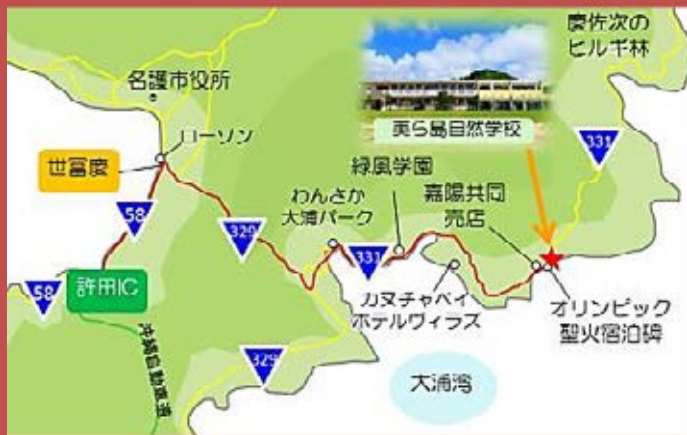 慶佐次の
ヒルギ林
名護市役所
ローソン
美ら島自然学校
331
世冨慶
緑風学園
嘉陽共同
売店
わんさか
大浦パーク
58
329
331
58
許田IC
カヌチャベイ
ホテルヴィラズ
オリンピック
聖火宿泊碑
329
大浦湾
沖縄自動車道